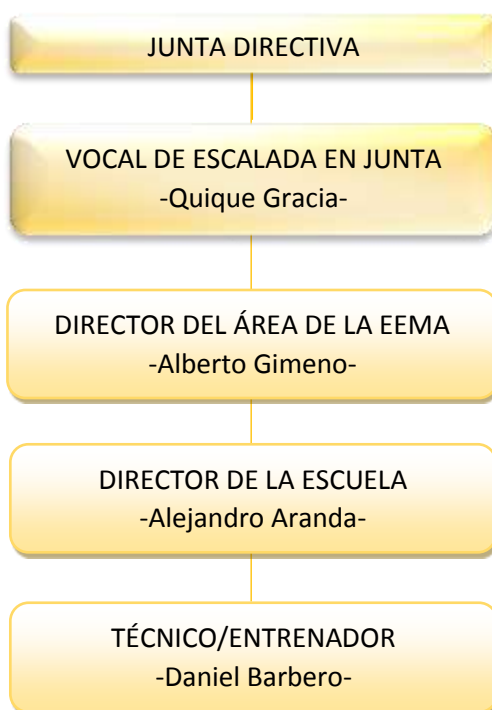 JUNTA DIRECTIVA
VOCAL DE ESCALADA EN JUNTA
-Quique Gracia-
DIRECTOR DEL ÁREA DE LA EEMA
-Alberto Gimeno-
DIRECTOR DE LA ESCUELA
-Alejandro Aranda-
TÉCNICO/ENTRENADOR
-Daniel Barbero-